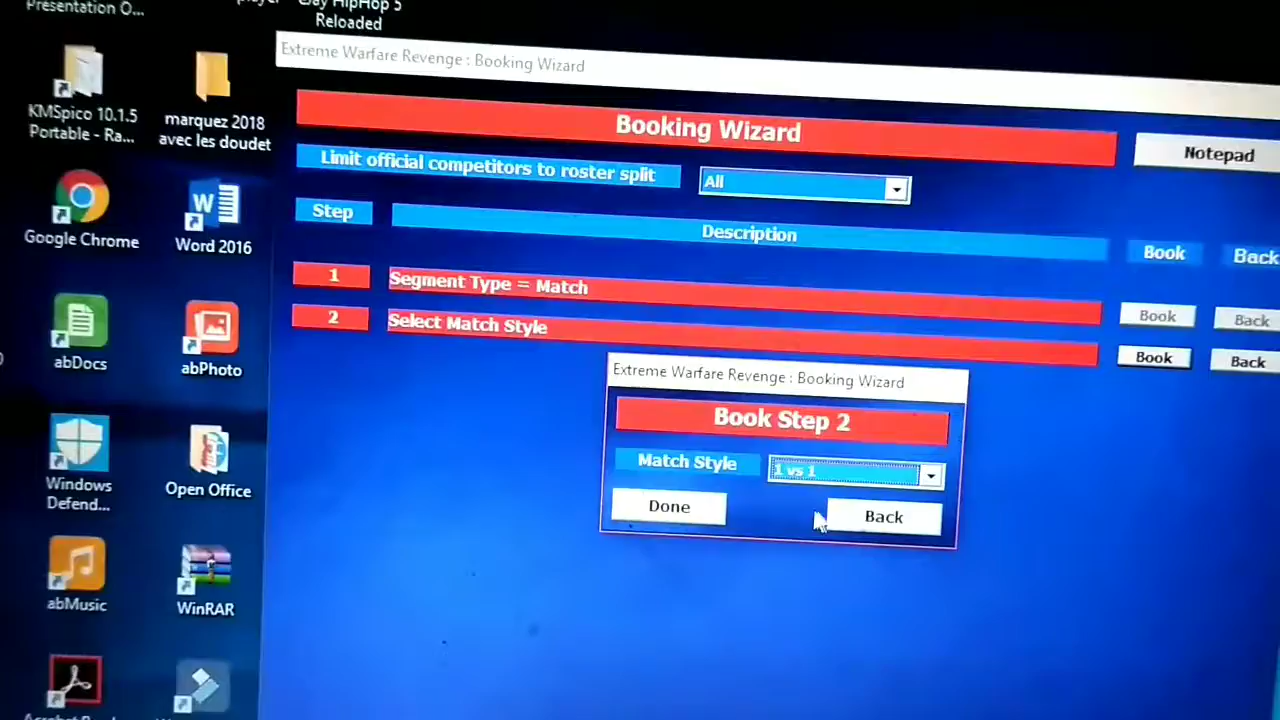 Presentation O...
Reloaded
KMSpico 10.1.5
Portable - Ra...
marquez 2018
avec les doudet
Google Chrome
Word 2016
abDocs
abPhoto
Windows
Defend...
Open Office
abMusic
WinRAR
Extreme Warfare Revenge : Booking Wizard
Booking Wizard
Notepad
Limit official competitors to roster split
All
Step
Description
Book
Back
1
Segment Type = Match
Book
Back
2
Select Match Style
Book
Back
Extreme Warfare Revenge : Booking Wizard
Book Step 2
Match Style
1 vs 1
Done
Back